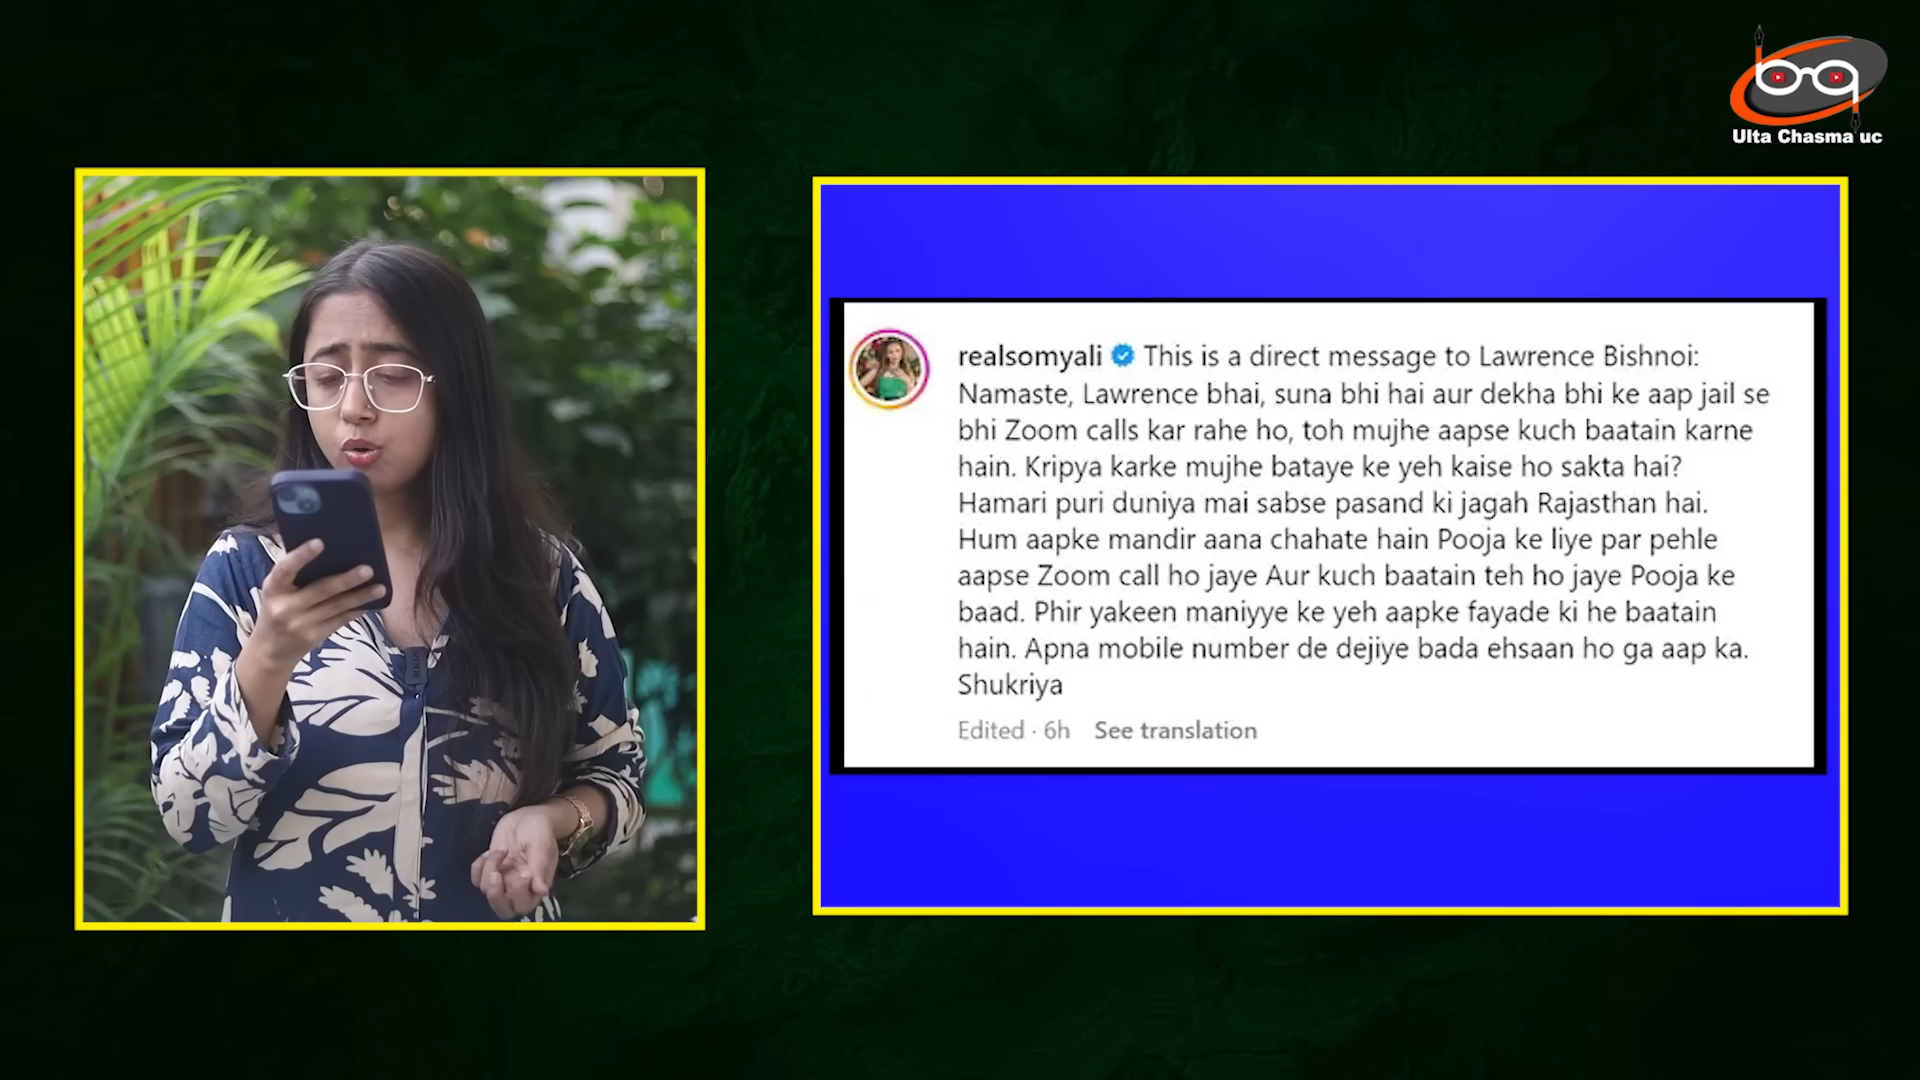 Ulta Chasma uc
realsomyali This is a direct message to Lawrence Bishnoi:
Namaste, Lawrence bhai, suna bhi hai aur dekha bhi ke aap jail se
bhi Zoom calls kar rahe ho, toh mujhe aapse kuch baatain karne
hain. Kripya karke mujhe bataye ke yeh kaise ho sakta hai?
Hamari puri duniya mai sabse pasand ki jagah Rajasthan hai.
Hum aapke mandir aana chahate hain Pooja ke liye par pehle
aapse Zoom call ho jaye Aur kuch baatain teh ho jaye Pooja ke
baad. Phir yakeen maniyye ke yeh aapke fayade ki he baatain
hain. Apna mobile number de dejiye bada ehsaan ho ga aap ka.
Shukriya
Edited · 6h See translation